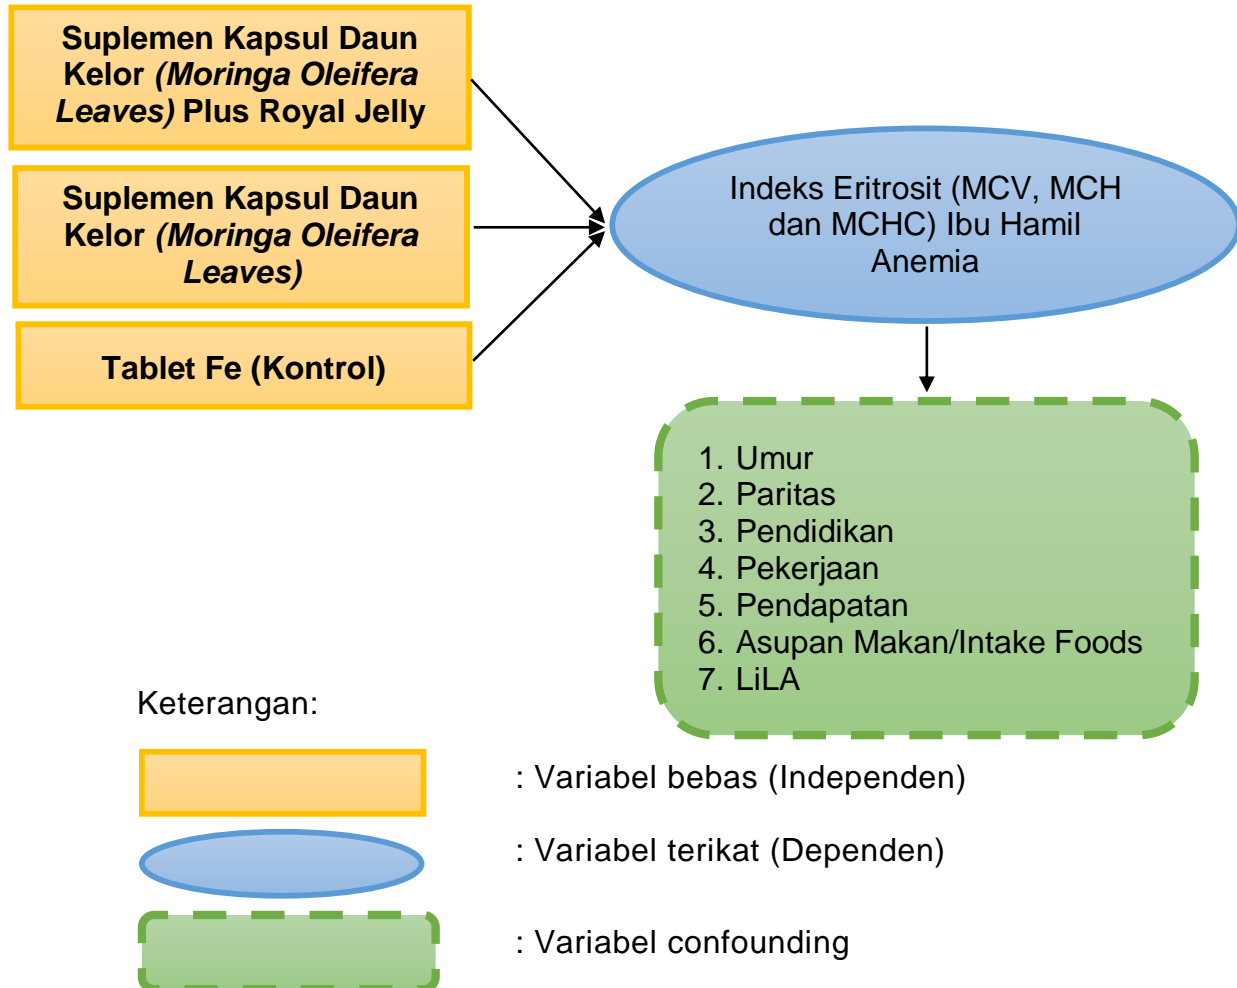 Suplemen Kapsul Daun
Kelor (Moringa Oleifera
Leaves) Plus Royal Jelly
Suplemen Kapsul Daun
Kelor (Moringa Oleifera
Leaves)
Tablet Fe (Kontrol)
Indeks Eritrosit (MCV, MCH
dan MCHC) Ibu Hamil
Anemia
1. Umur
2. Paritas
3. Pendidikan
4. Pekerjaan
5. Pendapatan
6. Asupan Makan/Intake Foods
7. LiLA
Keterangan:
: Variabel bebas (Independen)
: Variabel terikat (Dependen)
: Variabel confounding